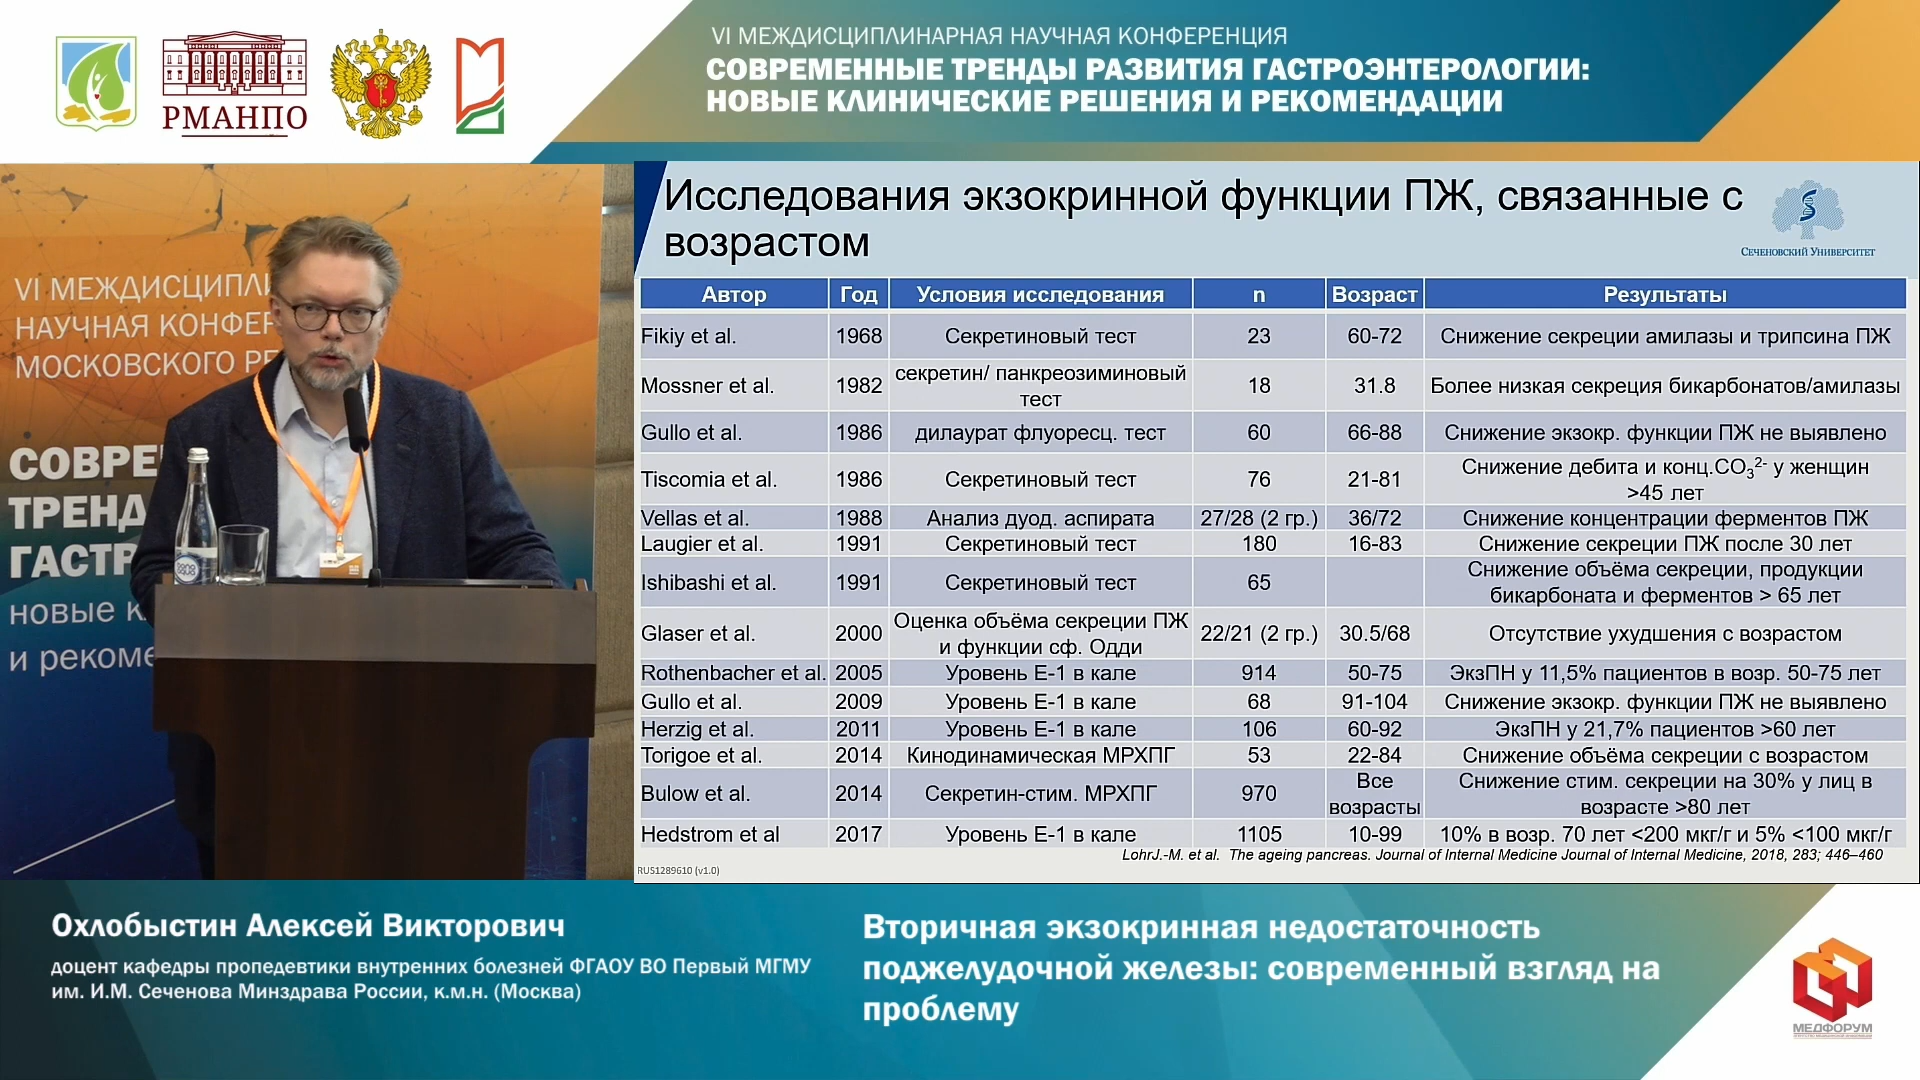 РМАНПО
VI МЕЖДИСЦИПЛИНАРНАЯ НАУЧНАЯ КОНФЕРЕНЦИЯ
СОВРЕМЕННЫЕ ТРЕНДЫ РАЗВИТИЯ ГАСТРОЭНТЕРОЛОГИИ:
НОВЫЕ КЛИНИЧЕСКИЕ РЕШЕНИЯ И РЕКОМЕНДАЦИИ
VI МЕЖДИСЦИПЛИ
НАУЧНАЯ КОНФЕР
МОСКОВСКОГО РЕ
СОВРЕ
ТРЕНД
ГАСТР
новые к
и рекоме
Исследования экзокринной функции ПЖ, связанные с
возрастом
Сеченовский Университет
Автор Год Условия исследования n Возраст Результаты
Fikiy et al. 1968 Секретиновый тест 23 60-72 Снижение секреции амилазы и трипсина ПЖ
Mossner et al. 1982 секретин/ панкреозиминовый тест 18 31.8 Более низкая секреция бикарбонатов/амилазы
Gullo et al. 1986 дилаурат флуоресц. тест 60 66-88 Снижение экзокр. функции ПЖ не выявлено
Tiscomia et al. 1986 Секретиновый тест 76 21-81 Снижение дебита и конц.CO₃²⁻ у женщин >45 лет
Vellas et al. 1988 Анализ дуод. аспирата 27/28 (2 гр.) 36/72 Снижение концентрации ферментов ПЖ
Laugier et al. 1991 Секретиновый тест 180 16-83 Снижение секреции ПЖ после 30 лет
Ishibashi et al. 1991 Секретиновый тест 65 Снижение объёма секреции, продукции бикарбоната и ферментов > 65 лет
Glaser et al. 2000 Оценка объёма секреции ПЖ и функции сф. Одди 22/21 (2 гр.) 30.5/68 Отсутствие ухудшения с возрастом
Rothenbacher et al. 2005 Уровень Е-1 в кале 914 50-75 ЭкзПН у 11,5% пациентов в возр. 50-75 лет
Gullo et al. 2009 Уровень Е-1 в кале 68 91-104 Снижение экзокр. функции ПЖ не выявлено
Herzig et al. 2011 Уровень Е-1 в кале 106 60-92 ЭкзПН у 21,7% пациентов >60 лет
Torigoe et al. 2014 Кинодинамическая МРХПГ 53 22-84 Снижение объёма секреции с возрастом
Bulow et al. 2014 Секретин-стим. МРХПГ 970 Все возрасты Снижение стим. секреции на 30% у лиц в возрасте >80 лет
Hedstrom et al 2017 Уровень Е-1 в кале 1105 10-99 10% в возр. 70 лет <200 мкг/г и 5% <100 мкг/г
LohrJ.-M. et al. The ageing pancreas. Journal of Internal Medicine Journal of Internal Medicine, 2018, 283; 446–460
RUS1289610 (v1.0)
Охлобыстин Алексей Викторович
доцент кафедры пропедевтики внутренних болезней ФГАОУ ВО Первый МГМУ
им. И.М. Сеченова Минздрава России, к.м.н. (Москва)
Вторичная экзокринная недостаточность
поджелудочной железы: современный взгляд на
проблему
МЕДФОРУМ